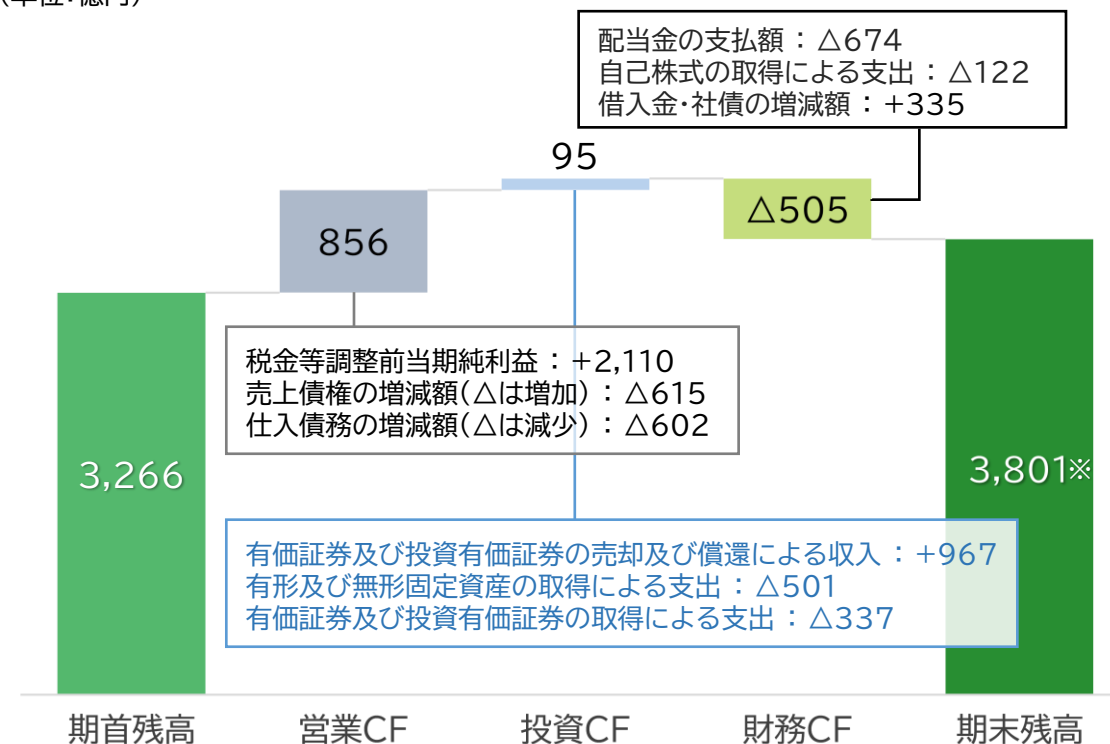 (単位:億円)
配当金の支払額 : △674
自己株式の取得による支出 : △122
借入金・社債の増減額 : +335
95
△505
856
税金等調整前当期純利益 : +2,110
売上債権の増減額(△は増加) : △615
仕入債務の増減額(△は減少) : △602
3,266
3,801※
有価証券及び投資有価証券の売却及び償還による収入 : +967
有形及び無形固定資産の取得による支出 : △501
有価証券及び投資有価証券の取得による支出 : △337
期首残高 営業CF 投資CF 財務CF 期末残高